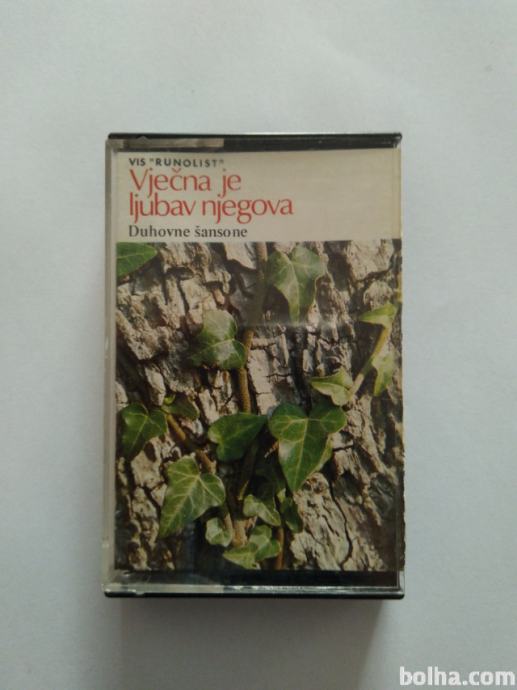 VIS "RUNOLIST"
Vječna je
ljubav njegova
Duhovne šansone
bolha.com